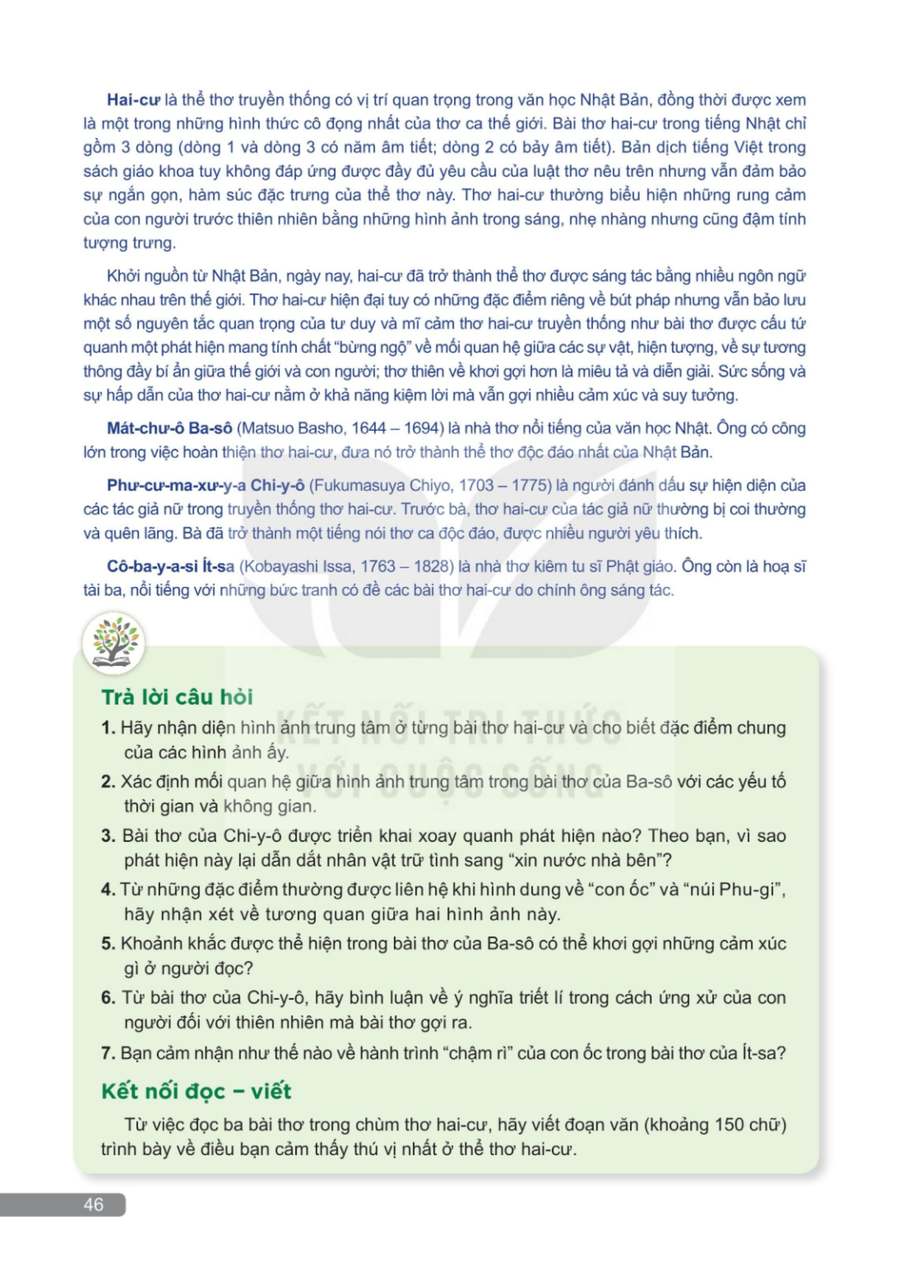 Hai-cư là thể thơ truyền thống có vị trí quan trọng trong văn học Nhật Bản, đồng thời được xem
là một trong những hình thức cô đọng nhất của thơ ca thế giới. Bài thơ hai-cư trong tiếng Nhật chỉ
gồm 3 dòng (dòng 1 và dòng 3 có năm âm tiết; dòng 2 có bảy âm tiết). Bản dịch tiếng Việt trong
sách giáo khoa tuy không đáp ứng được đầy đủ yêu cầu của luật thơ nêu trên nhưng vẫn đảm bảo
sự ngắn gọn, hàm súc đặc trưng của thể thơ này. Thơ hai-cư thường biểu hiện những rung cảm
của con người trước thiên nhiên bằng những hình ảnh trong sáng, nhẹ nhàng nhưng cũng đậm tính
tượng trưng.
Khởi nguồn từ Nhật Bản, ngày nay, hai-cư đã trở thành thể thơ được sáng tác bằng nhiều ngôn ngữ
khác nhau trên thế giới. Thơ hai-cư hiện đại tuy có những đặc điểm riêng về bút pháp nhưng vẫn bảo lưu
một số nguyên tắc quan trọng của tư duy và mĩ cảm thơ hai-cư truyền thống như bài thơ được cấu tứ
quanh một phát hiện mang tính chất “bừng ngộ” về mối quan hệ giữa các sự vật, hiện tượng, về sự tương
thông đầy bí ẩn giữa thế giới và con người; thơ thiên về khơi gợi hơn là miêu tả và diễn giải. Sức sống và
sự hấp dẫn của thơ hai-cư nằm ở khả năng kiệm lời mà vẫn gợi nhiều cảm xúc và suy tưởng.
Mát-chư-ô Ba-sô (Matsuo Basho, 1644 – 1694) là nhà thơ nổi tiếng của văn học Nhật. Ông có công
lớn trong việc hoàn thiện thơ hai-cư, đưa nó trở thành thể thơ độc đáo nhất của Nhật Bản.
Phư-cư-ma-xư-y-a Chi-y-ô (Fukumasuya Chiyo, 1703 – 1775) là người đánh dấu sự hiện diện của
các tác giả nữ trong truyền thống thơ hai-cư. Trước bà, thơ hai-cư của tác giả nữ thường bị coi thường
và quên lãng. Bà đã trở thành một tiếng nói thơ ca độc đáo, được nhiều người yêu thích.
Cô-ba-y-a-si Ít-sa (Kobayashi Issa, 1763 – 1828) là nhà thơ kiêm tu sĩ Phật giáo. Ông còn là hoạ sĩ
tài ba, nổi tiếng với những bức tranh có đề các bài thơ hai-cư do chính ông sáng tác.
Trả lời câu hỏi
1. Hãy nhận diện hình ảnh trung tâm ở từng bài thơ hai-cư và cho biết đặc điểm chung
của các hình ảnh ấy.
KẾT NỐI TRI THỨC
2. Xác định mối quan hệ giữa hình ảnh trung tâm trong bài thơ của Ba-sô với các yếu tố
VỚI CUỘC SỐNG
thời gian và không gian.
3. Bài thơ của Chi-y-ô được triển khai xoay quanh phát hiện nào? Theo bạn, vì sao
phát hiện này lại dẫn dắt nhân vật trữ tình sang “xin nước nhà bên”?
4. Từ những đặc điểm thường được liên hệ khi hình dung về “con ốc” và “núi Phu-gi”,
hãy nhận xét về tương quan giữa hai hình ảnh này.
5. Khoảnh khắc được thể hiện trong bài thơ của Ba-sô có thể khơi gợi những cảm xúc
gì ở người đọc?
6. Từ bài thơ của Chi-y-ô, hãy bình luận về ý nghĩa triết lí trong cách ứng xử của con
người đối với thiên nhiên mà bài thơ gợi ra.
7. Bạn cảm nhận như thế nào về hành trình “chậm rì” của con ốc trong bài thơ của Ít-sa?
Kết nối đọc – viết
Từ việc đọc ba bài thơ trong chùm thơ hai-cư, hãy viết đoạn văn (khoảng 150 chữ)
trình bày về điều bạn cảm thấy thú vị nhất ở thể thơ hai-cư.
46